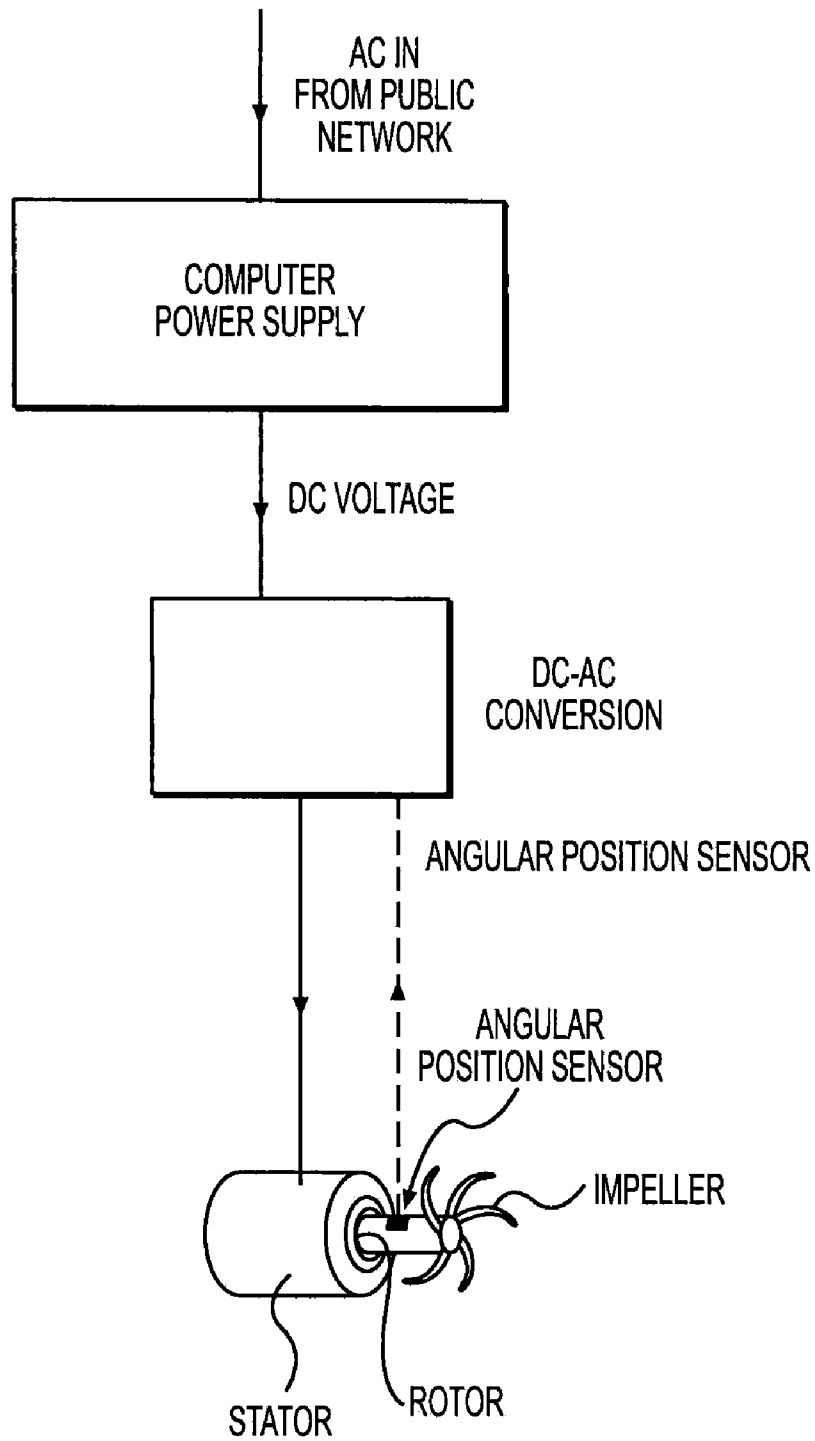 AC IN
FROM PUBLIC
NETWORK
COMPUTER
POWER SUPPLY
DC VOLTAGE
DC-AC
CONVERSION
ANGULAR POSITION SENSOR
ANGULAR
POSITION SENSOR
IMPELLER
ROTOR
STATOR